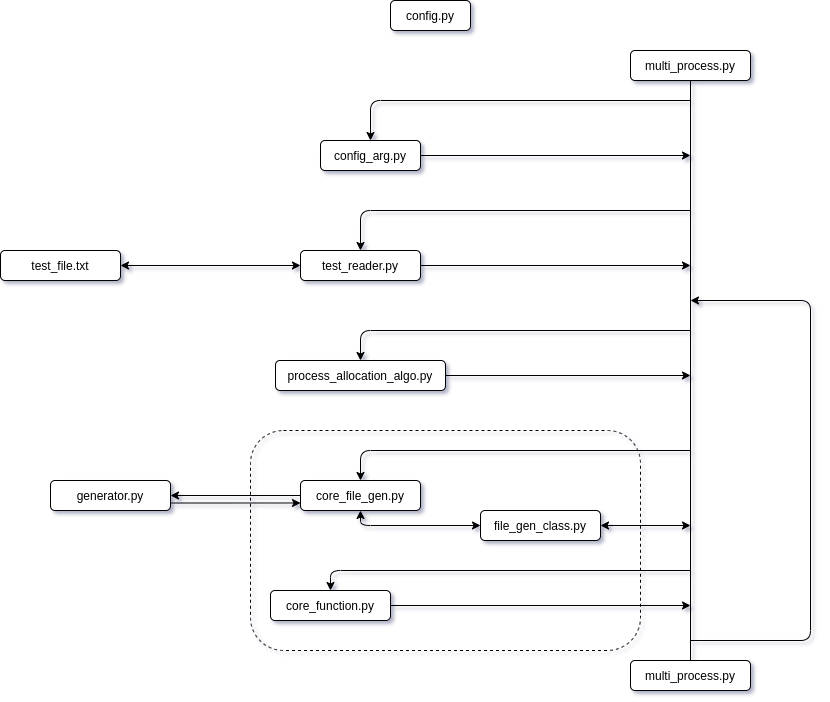 config.py
multi_process.py
config_arg.py
test_file.txt
test_reader.py
process_allocation_algo.py
generator.py
core_file_gen.py
file_gen_class.py
core_function.py
multi_process.py